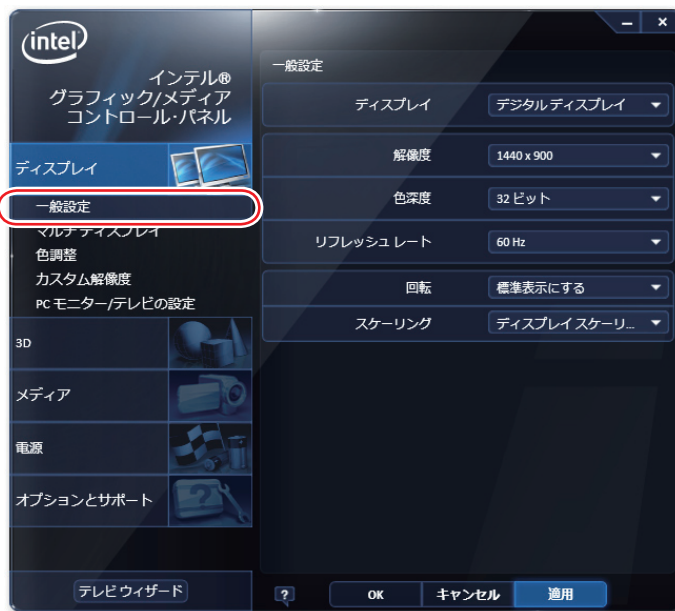 intel
インテル®
グラフィック/メディア
コントロール・パネル
ディスプレイ
一般設定
マルチ ディスプレイ
色調整
カスタム解像度
PC モニター/テレビの設定
3D
メディア
電源
オプションとサポート
テレビ ウィザード
一般設定
ディスプレイ デジタル ディスプレイ
解像度 1440 x 900
色深度 32 ビット
リフレッシュ レート 60 Hz
回転 標準表示にする
スケーリング ディスプレイ スケーリ...
? OK キャンセル 適用